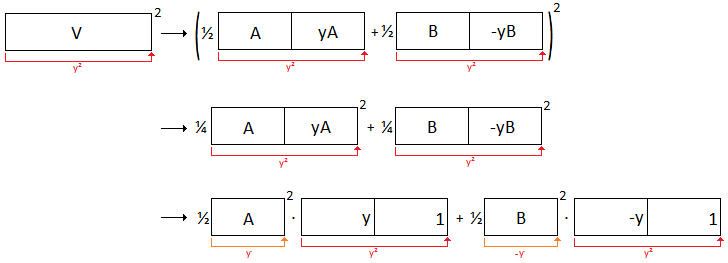 V ² → ( ½ A yA + ½ B -yB ) ²
y² y² y²
→ ¼ A yA ² + ¼ B -yB ²
y² y²
→ ½ A ² · y 1 + ½ B ² · -y 1
y y² -y y²